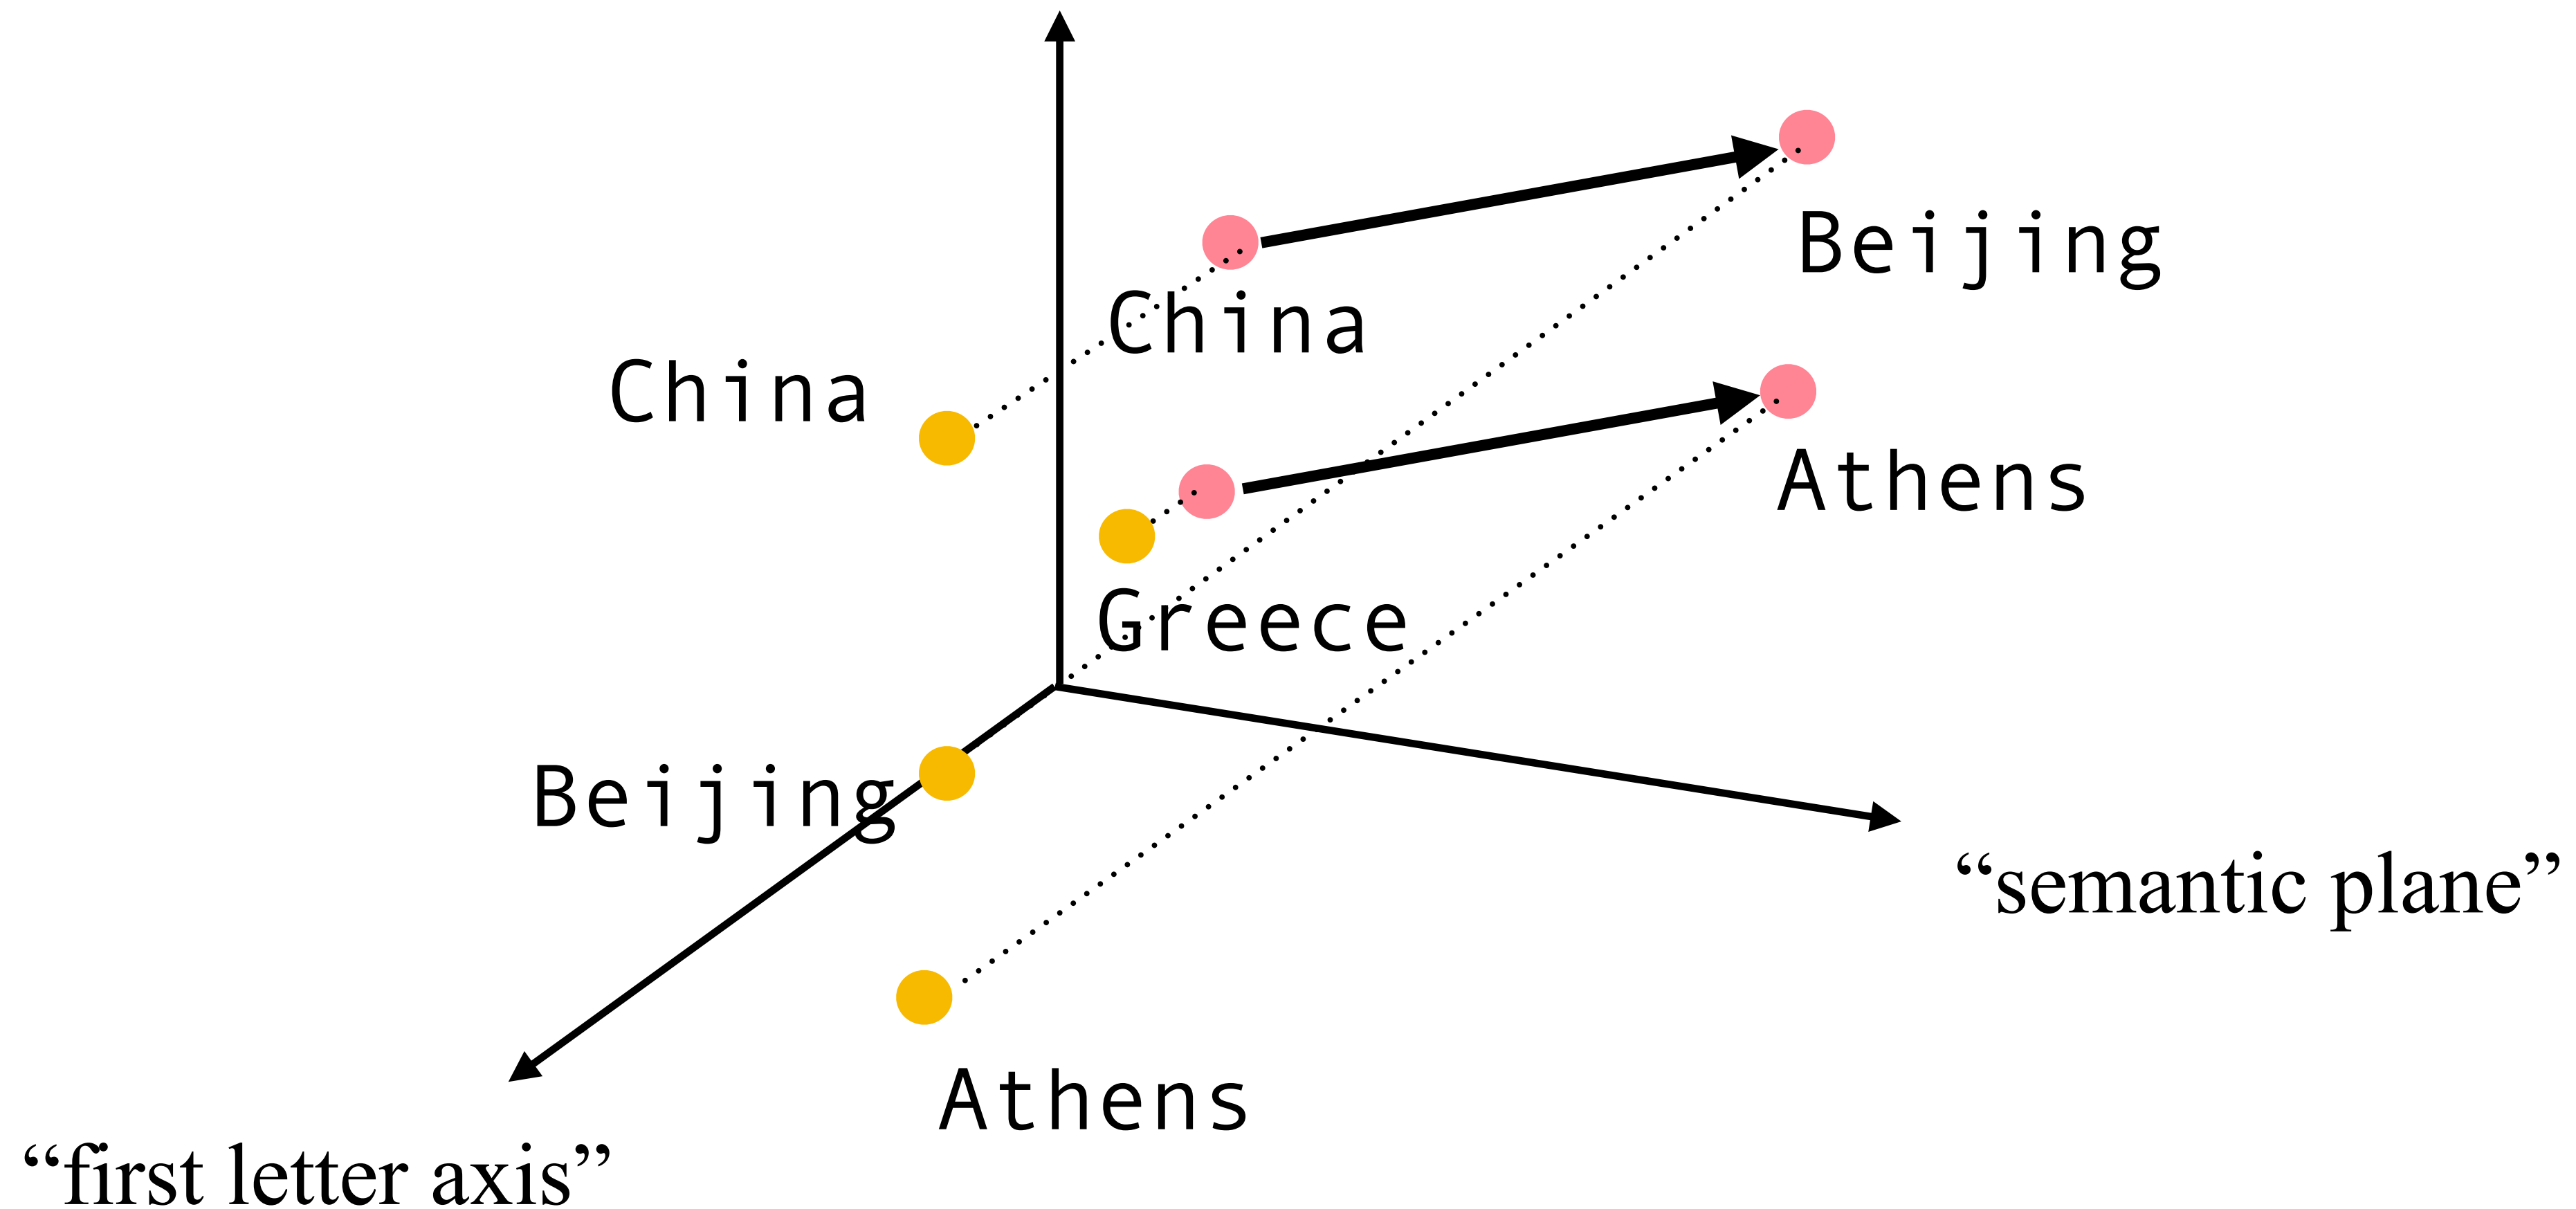 Beijing
China
China
Athens
Greece
Beijing
“semantic plane”
Athens
“first letter axis”